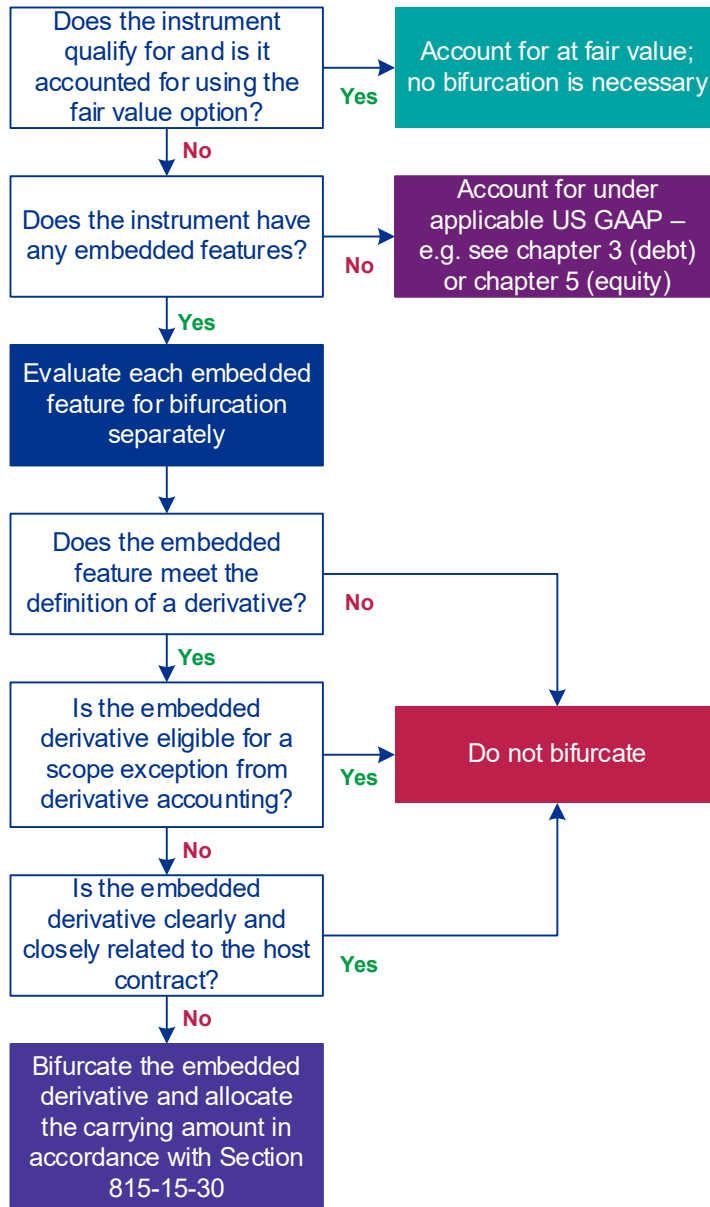 Does the instrument
qualify for and is it
accounted for using the
fair value option?
Yes
Account for at fair value;
no bifurcation is necessary
No
Does the instrument have
any embedded features?
No
Account for under
applicable US GAAP –
e.g. see chapter 3 (debt)
or chapter 5 (equity)
Yes
Evaluate each embedded
feature for bifurcation
separately
Does the embedded
feature meet the
definition of a derivative?
No
Yes
Is the embedded
derivative eligible for a
scope exception from
derivative accounting?
Yes
Do not bifurcate
No
Is the embedded
derivative clearly and
closely related to the host
contract?
Yes
No
Bifurcate the embedded
derivative and allocate
the carrying amount in
accordance with Section
815-15-30